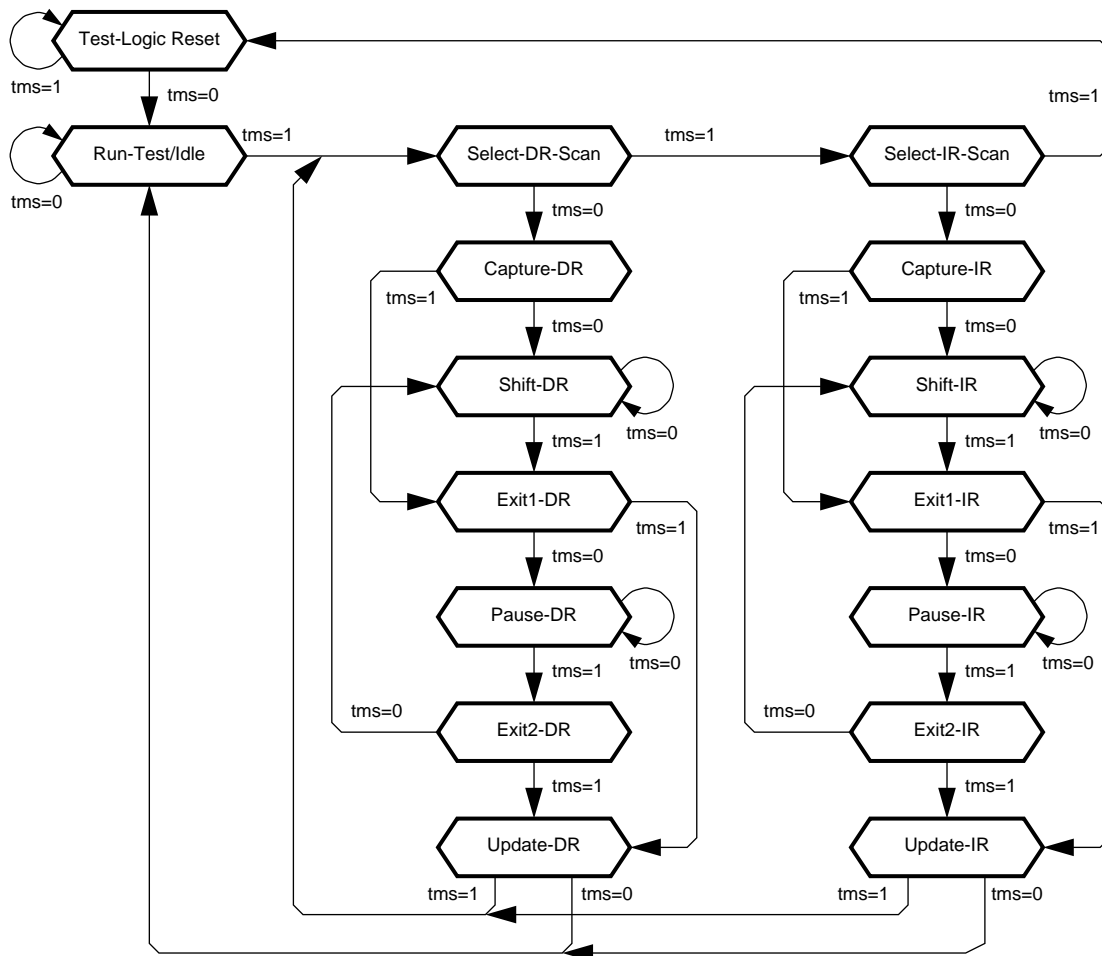 Test-Logic Reset
tms=1
tms=0
tms=1
Run-Test/Idle
tms=1
Select-DR-Scan
tms=1
Select-IR-Scan
tms=0
tms=0
tms=0
Capture-DR
Capture-IR
tms=1
tms=1
tms=0
tms=0
Shift-DR
Shift-IR
tms=0
tms=0
tms=1
tms=1
Exit1-DR
Exit1-IR
tms=1
tms=1
tms=0
tms=0
Pause-DR
Pause-IR
tms=0
tms=0
tms=1
tms=1
tms=0
tms=0
Exit2-DR
Exit2-IR
tms=1
tms=1
Update-DR
Update-IR
tms=1
tms=0
tms=1
tms=0